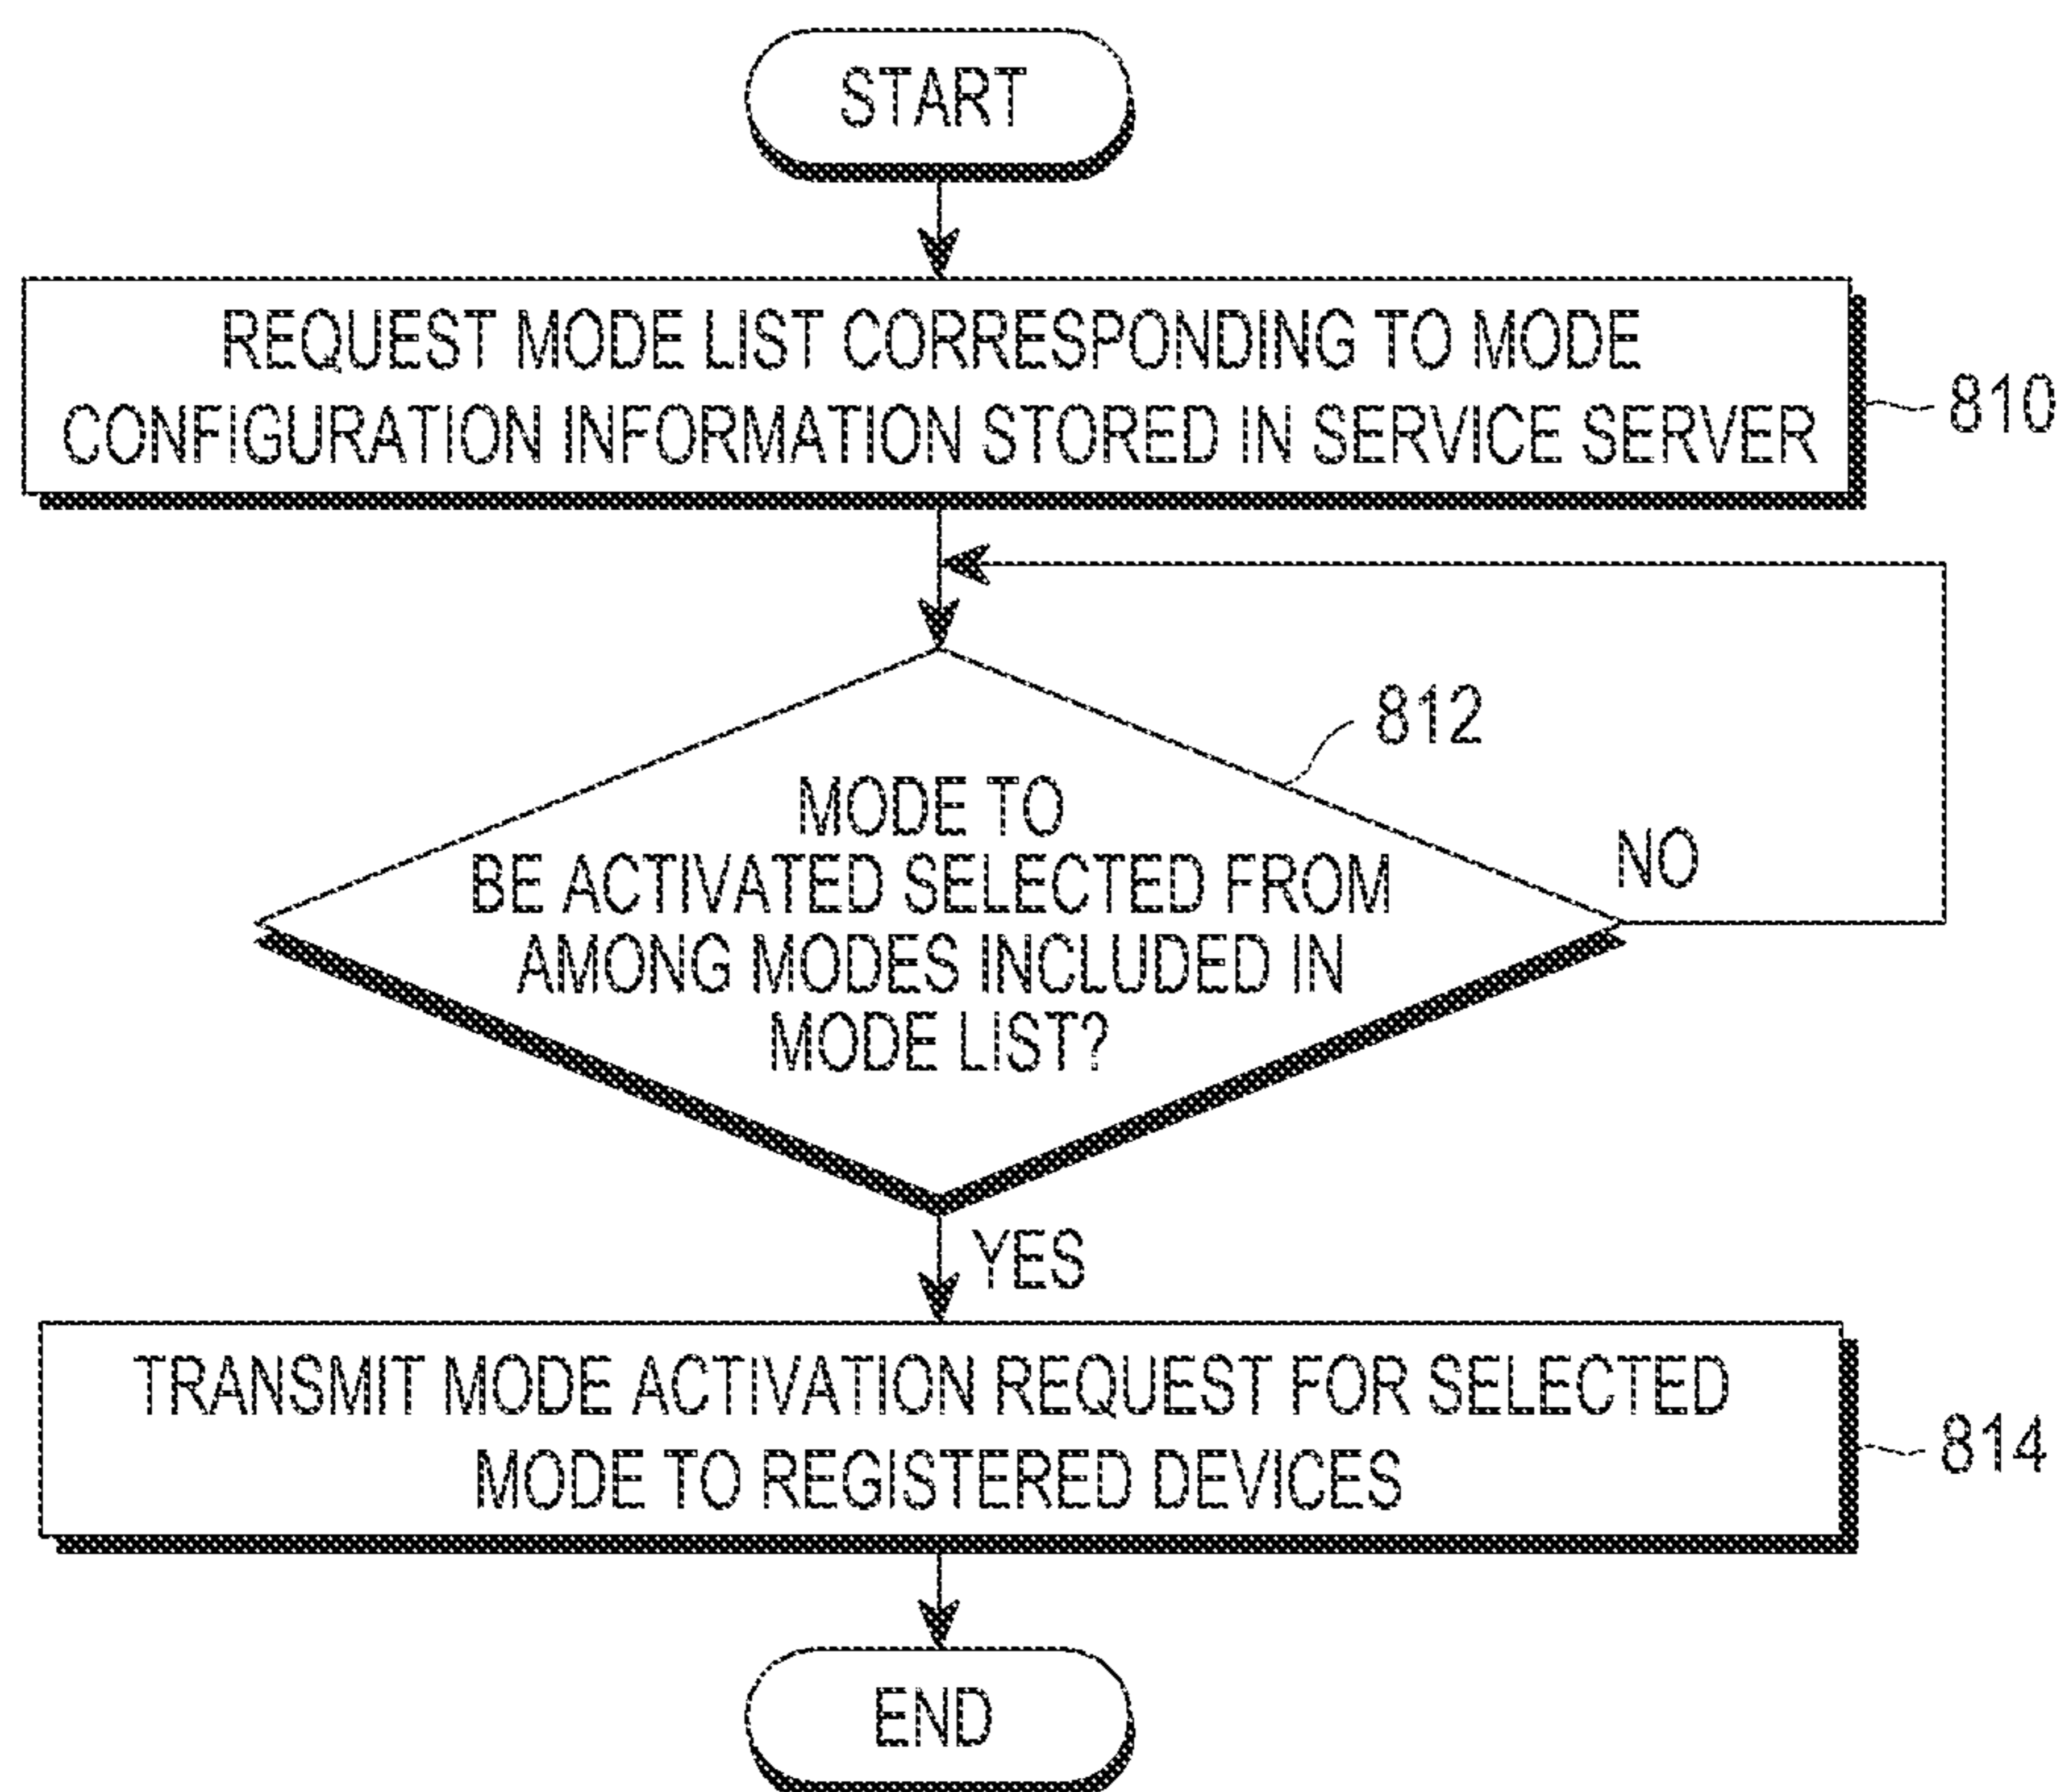 START
REQUEST MODE LIST CORRESPONDING TO MODE
CONFIGURATION INFORMATION STORED IN SERVICE SERVER
810
812
MODE TO
BE ACTIVATED SELECTED FROM
AMONG MODES INCLUDED IN
MODE LIST?
NO
YES
TRANSMIT MODE ACTIVATION REQUEST FOR SELECTED
MODE TO REGISTERED DEVICES
814
END